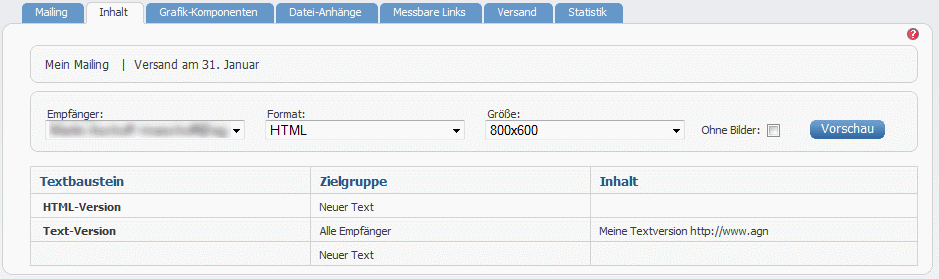 Mailing Inhalt Grafik-Komponenten Datei-Anhänge Messbare Links Versand Statistik
?
Mein Mailing | Versand am 31. Januar
Empfänger: Format: Größe:
HTML 800x600 Ohne Bilder: Vorschau
Textbaustein Zielgruppe Inhalt
HTML-Version Neuer Text
Text-Version Alle Empfänger Meine Textversion http://www.agn
Neuer Text